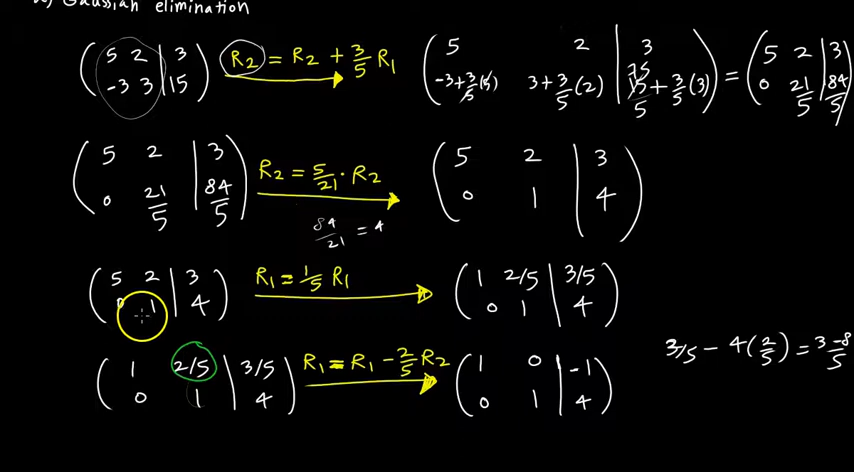 Gaussian elimination
( 5 2 | 3 ) R2 = R2 + 3/5 R1 ( 5 2 | 3 ) = ( 5 2 | 3 )
( -3 3 | 15 ) ( -3+3/5(5) 3+3/5(2) | 75 15/5 + 3/5(3) ) ( 0 21/5 | 84/5 )
( 5 2 | 3 ) R2 = 5/21 · R2 ( 5 2 | 3 )
( 0 21/5 | 84/5 ) ( 0 1 | 4 )
84/21 = 4
( 5 2 | 3 ) R1 = 1/5 R1 ( 1 2/5 | 3/5 )
( 0 1 | 4 ) ( 0 1 | 4 )
3/5 - 4(2/5) = 3-8/5
( 1 2/5 | 3/5 ) R1 = R1 - 2/5 R2 ( 1 0 | -1 )
( 0 1 | 4 ) ( 0 1 | 4 )